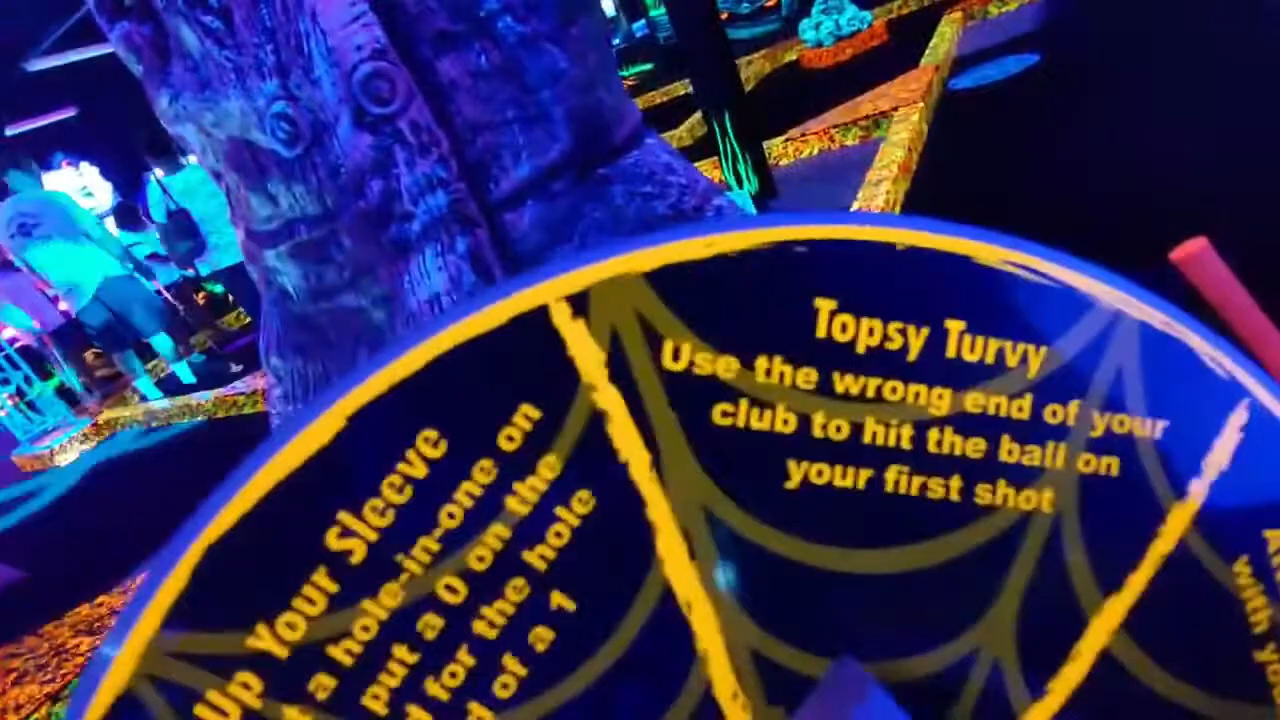 Topsy Turvy
Use the wrong end of your
club to hit the ball on
your first shot
Up Your Sleeve
a hole-in-one on
put a 0 on the
for the hole
of a 1
with